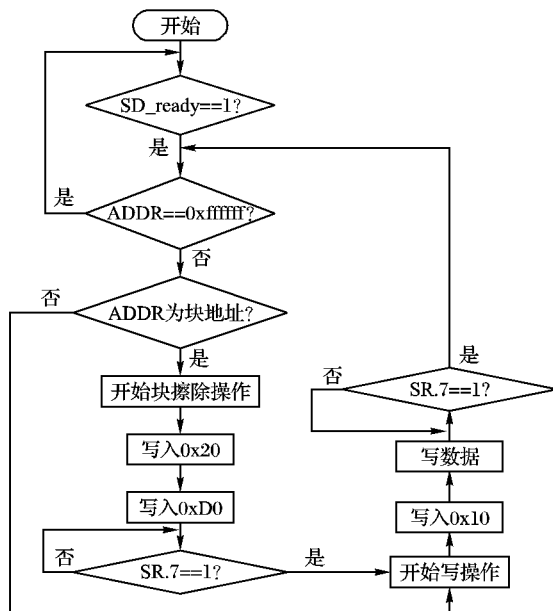 开始
SD_ready==1?
是
是
ADDR==0xffffff?
否
否
ADDR为块地址?
是
开始块擦除操作
写入0x20
写入0xD0
否
SR.7==1?
是
开始写操作
写入0x10
写数据
否
SR.7==1?
是